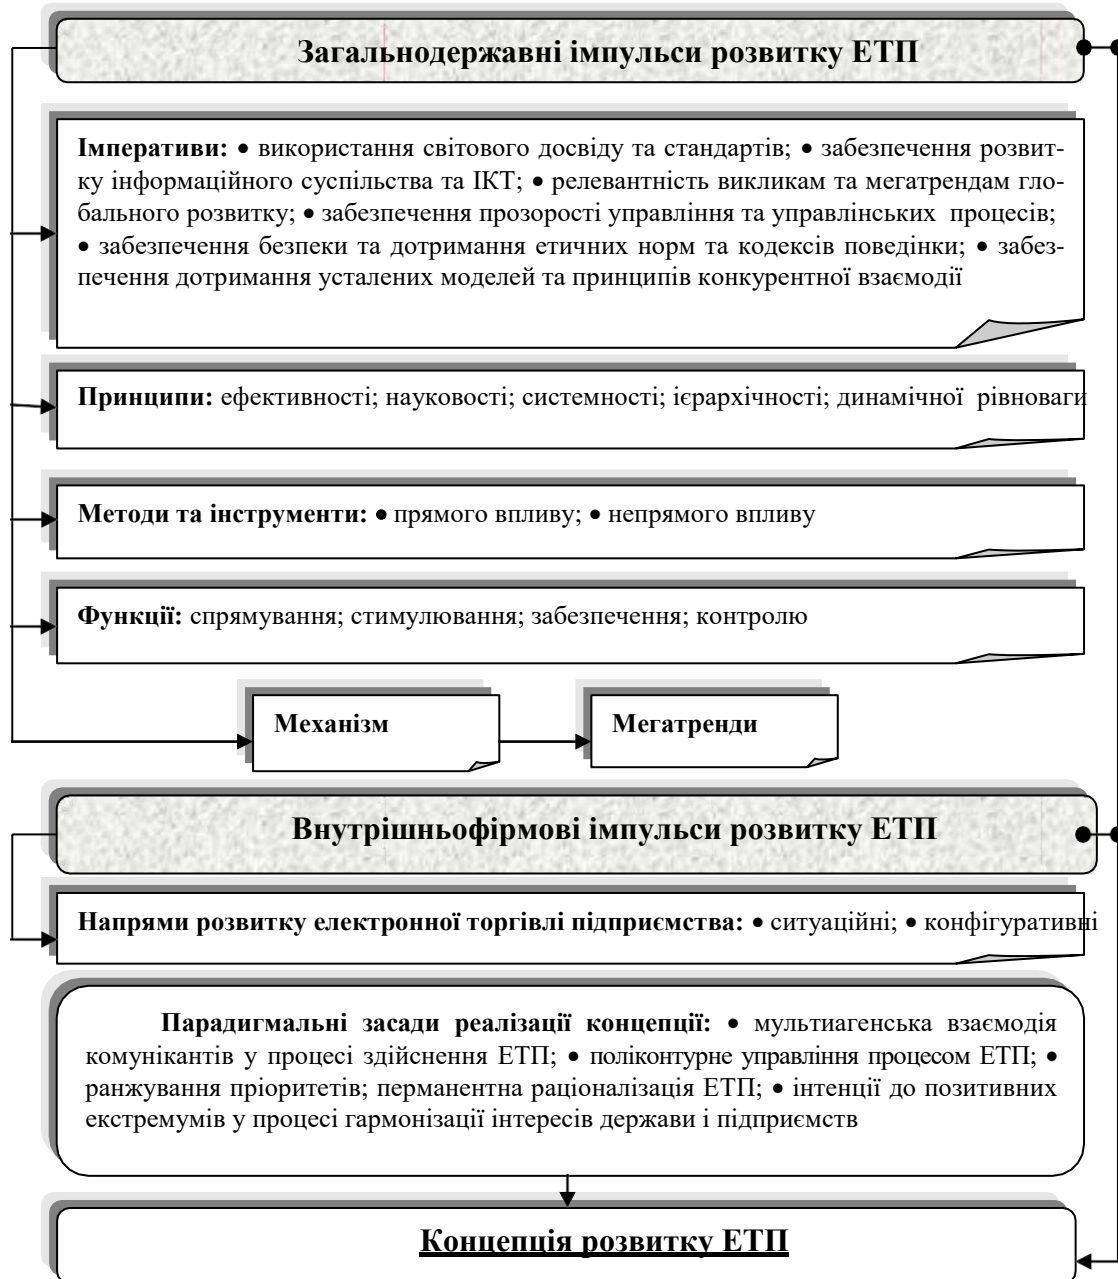 Загальнодержавні імпульси розвитку ЕТП
Імперативи: • використання світового досвіду та стандартів; • забезпечення розвит-
ку інформаційного суспільства та ІКТ; • релевантність викликам та мегатрендам гло-
бального розвитку; • забезпечення прозорості управління та управлінських процесів;
• забезпечення безпеки та дотримання етичних норм та кодексів поведінки; • забез-
печення дотримання усталених моделей та принципів конкурентної взаємодії
Принципи: ефективності; науковості; системності; ієрархічності; динамічної рівноваги
Методи та інструменти: • прямого впливу; • непрямого впливу
Функції: спрямування; стимулювання; забезпечення; контролю
Механізм Мегатренди
Внутрішньофірмові імпульси розвитку ЕТП
Напрями розвитку електронної торгівлі підприємства: • ситуаційні; • конфігуративні
Парадигмальні засади реалізації концепції: • мультиагенська взаємодія
комунікантів у процесі здійснення ЕТП; • поліконтурне управління процесом ЕТП; •
ранжування пріоритетів; перманентна раціоналізація ЕТП; • інтенції до позитивних
екстремумів у процесі гармонізації інтересів держави і підприємств
Концепція розвитку ЕТП